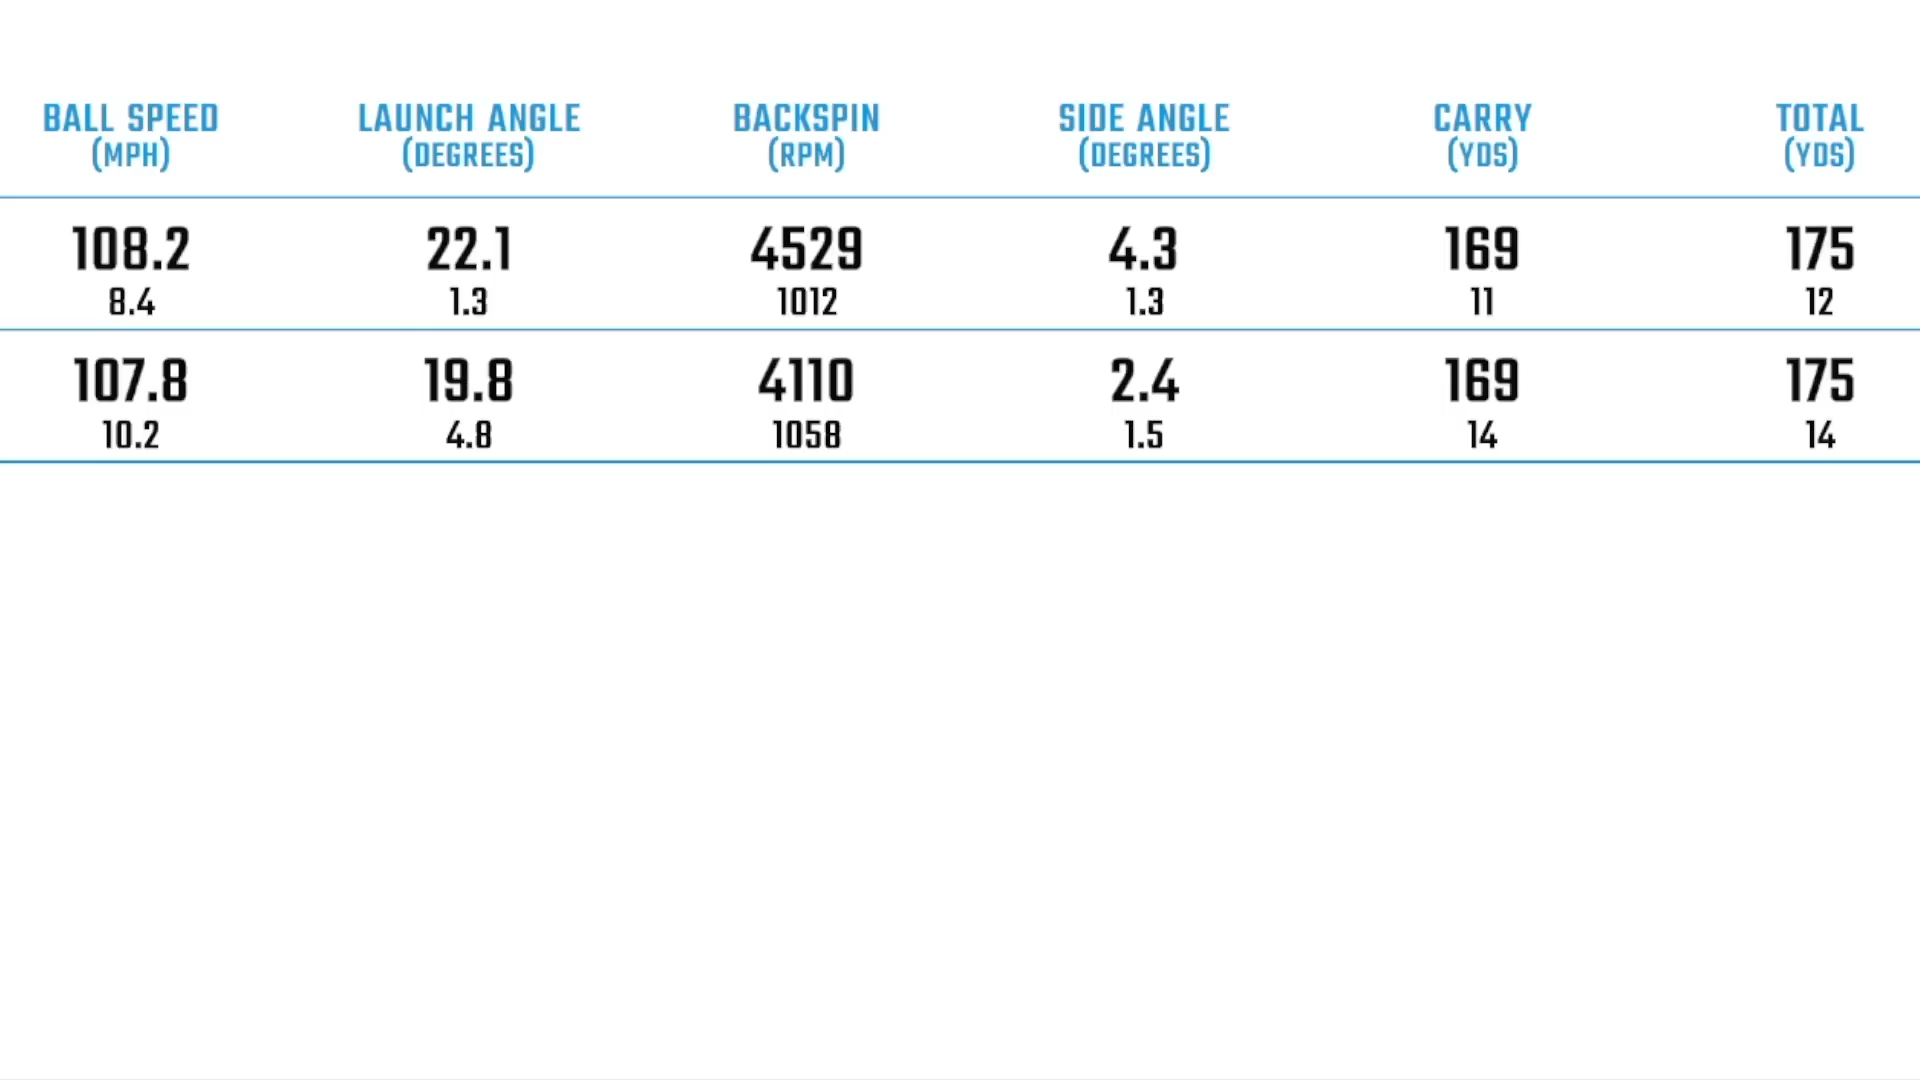 BALL SPEED LAUNCH ANGLE BACKSPIN SIDE ANGLE CARRY TOTAL
(MPH) (DEGREES) (RPM) (DEGREES) (YDS) (YDS)
108.2 22.1 4529 4.3 169 175
8.4 1.3 1012 1.3 11 12
107.8 19.8 4110 2.4 169 175
10.2 4.8 1058 1.5 14 14